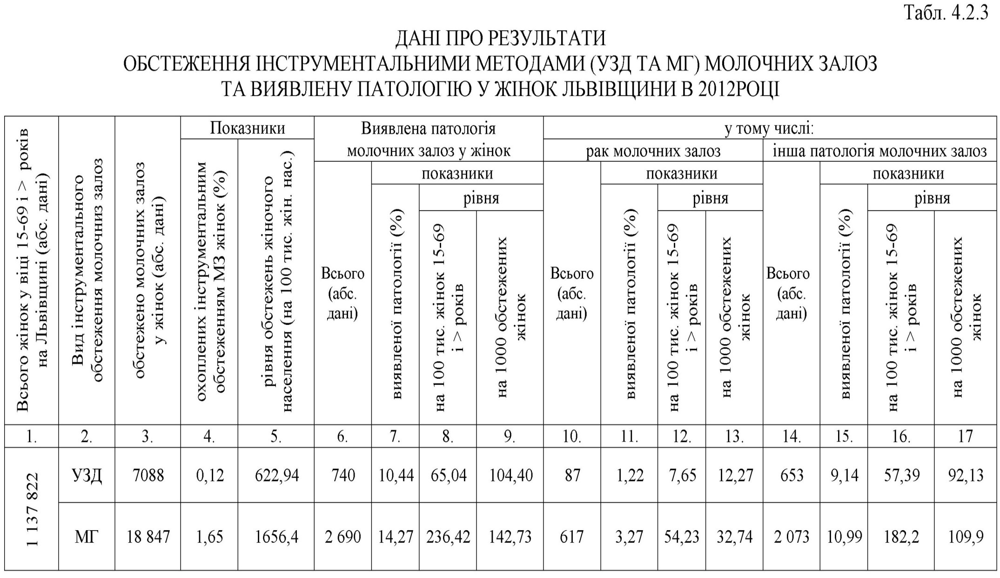 Табл. 4.2.3
ДАНІ ПРО РЕЗУЛЬТАТИ
ОБСТЕЖЕННЯ ІНСТРУМЕНТАЛЬНИМИ МЕТОДАМИ (УЗД ТА МГ) МОЛОЧНИХ ЗАЛОЗ
ТА ВИЯВЛЕНУ ПАТОЛОГІЮ У ЖІНОК ЛЬВІВЩИНИ В 2012РОЦІ
Всього жінок у віці 15-69 і > років
на Львівщині (абс. дані)
Вид інструментального
обстеження молочниз залоз
обстежено молочних залоз
у жінок (абс. дані)
Показники
охоплених інструментальним
обстеженням МЗ жінок (%)
рівня обстежень жіночого
населення (на 100 тис. жін. нас.)
Виявлена патологія
молочних залоз у жінок
Всього
(абс.
дані)
показники
виявленої патології (%)
рівня
на 100 тис. жінок 15-69
і > років
на 1000 обстежених
жінок
у тому числі:
рак молочних залоз
Всього
(абс.
дані)
показники
виявленої патології (%)
рівня
на 100 тис. жінок 15-69
і > років
на 1000 обстежених
жінок
інша патологія молочних залоз
Всього
(абс.
дані)
показники
виявленої патології (%)
рівня
на 100 тис. жінок 15-69
і > років
на 1000 обстежених
жінок
1. 2. 3. 4. 5. 6. 7. 8. 9. 10. 11. 12. 13. 14. 15. 16. 17
1 137 822
УЗД 7088 0,12 622,94 740 10,44 65,04 104,40 87 1,22 7,65 12,27 653 9,14 57,39 92,13
МГ 18 847 1,65 1656,4 2 690 14,27 236,42 142,73 617 3,27 54,23 32,74 2 073 10,99 182,2 109,9